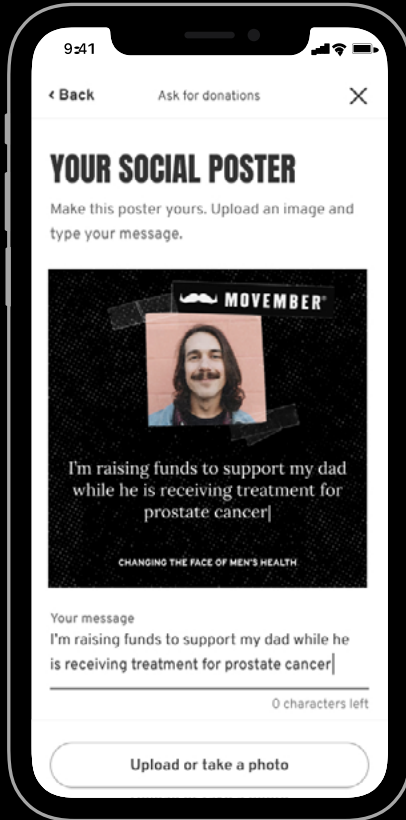 9:41
< Back
Ask for donations
YOUR SOCIAL POSTER
Make this poster yours. Upload an image and
type your message.
MOVEMBER®
I'm raising funds to support my dad
while he is receiving treatment for
prostate cancer
CHANGING THE FACE OF MEN'S HEALTH
Your message
I'm raising funds to support my dad while he
is receiving treatment for prostate cancer
0 characters left
Upload or take a photo